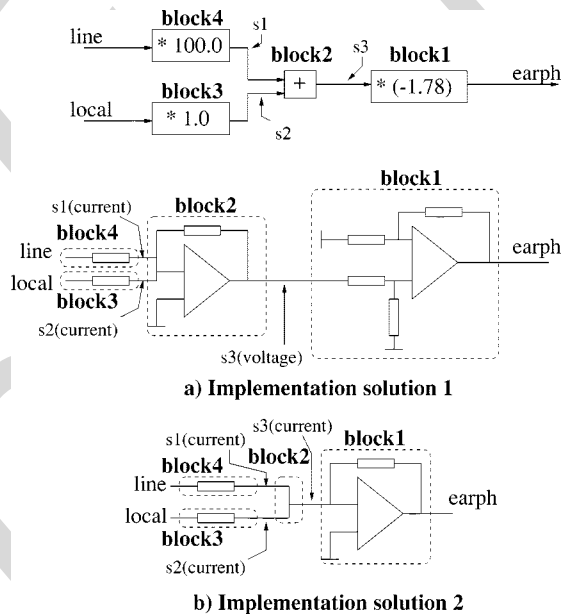 block4
line
* 100.0
s1
block2
s3
block1
+
* (-1.78)
earph
block3
local
* 1.0
s2
block1
s1(current)
block2
block4
line
local
block3
s2(current)
s3(voltage)
earph
a) Implementation solution 1
s3(current)
s1(current)
block2
block1
block4
line
local
block3
s2(current)
earph
b) Implementation solution 2